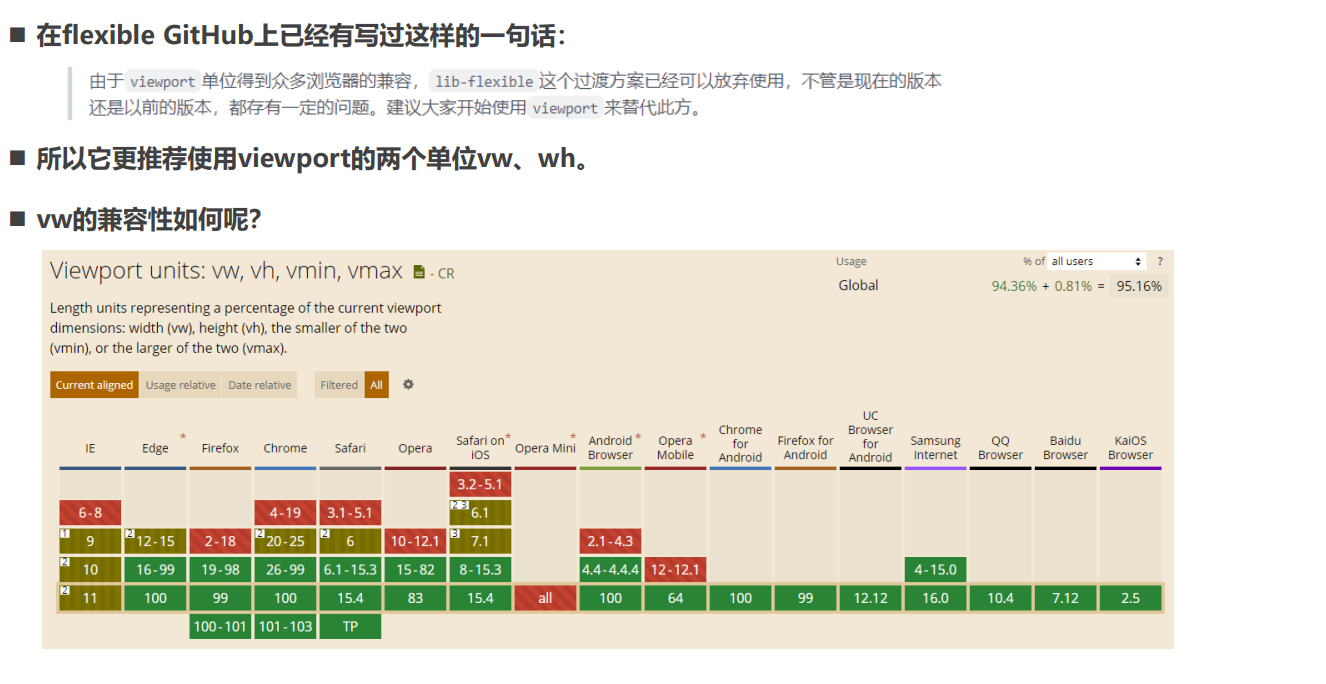 ■ 在flexible GitHub上已经有写过这样的一句话：
由于 viewport 单位得到众多浏览器的兼容， lib-flexible 这个过渡方案已经可以放弃使用，不管是现在的版本
还是以前的版本，都存有一定的问题。建议大家开始使用 viewport 来替代此方。
■ 所以它更推荐使用viewport的两个单位vw、wh。
■ vw的兼容性如何呢？
Viewport units: vw, vh, vmin, vmax - CR
Usage % of all users ?
Global 94.36% + 0.81% = 95.16%
Length units representing a percentage of the current viewport
dimensions: width (vw), height (vh), the smaller of the two
(vmin), or the larger of the two (vmax).
Current aligned Usage relative Date relative Filtered All
IE Edge * Firefox Chrome Safari Opera Safari on iOS * Opera Mini * Android Browser * Opera Mobile * Chrome for Android Firefox for Android UC Browser for Android Samsung Internet QQ Browser Baidu Browser KaiOS Browser
3.2-5.1
6-8 4-19 3.1-5.1 2 3 6.1
1 9 2 12-15 2-18 2 20-25 2 6 10-12.1 3 7.1 2.1-4.3
2 10 16-99 19-98 26-99 6.1-15.3 15-82 8-15.3 4.4-4.4.4 12-12.1 4-15.0
2 11 100 99 100 15.4 83 15.4 all 100 64 100 99 12.12 16.0 10.4 7.12 2.5
100-101 101-103 TP